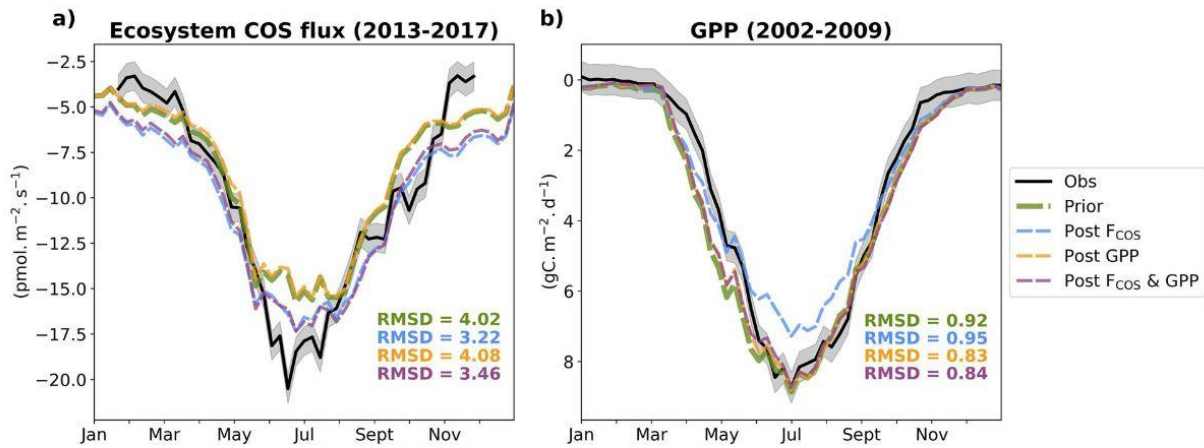 a) Ecosystem COS flux (2013-2017)
(pmol. m⁻². s⁻¹)
−2.5
−5.0
−7.5
−10.0
−12.5
−15.0
−17.5
−20.0
RMSD = 4.02
RMSD = 3.22
RMSD = 4.08
RMSD = 3.46
Jan Mar May Jul Sept Nov
b) GPP (2002-2009)
(gC. m⁻². d⁻¹)
0
2
4
6
8
RMSD = 0.92
RMSD = 0.95
RMSD = 0.83
RMSD = 0.84
Jan Mar May Jul Sept Nov
Obs
Prior
Post F_COS
Post GPP
Post F_COS & GPP